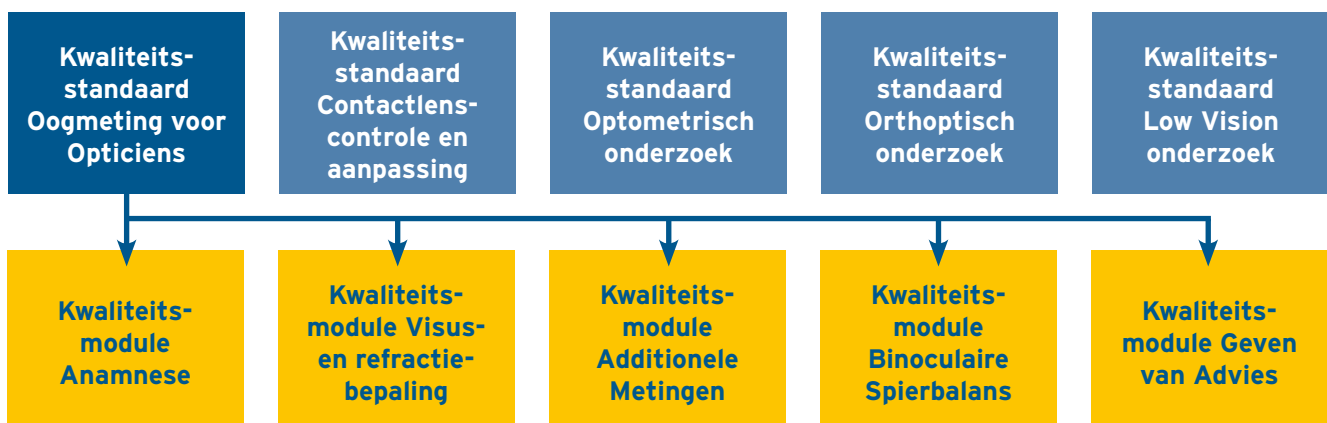 Kwaliteits-
standaard
Oogmeting voor
Opticiens
Kwaliteits-
standaard
Contactlens-
controle en
aanpassing
Kwaliteits-
standaard
Optometrisch
onderzoek
Kwaliteits-
standaard
Orthoptisch
onderzoek
Kwaliteits-
standaard
Low Vision
onderzoek
Kwaliteits-
module
Anamnese
Kwaliteits-
module Visus-
en refractie-
bepaling
Kwaliteits-
module
Additionele
Metingen
Kwaliteits-
module
Binoculaire
Spierbalans
Kwaliteits-
module Geven
van Advies